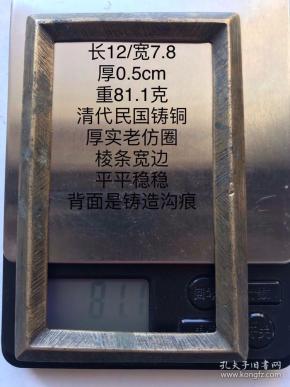 长12/宽7.8
厚0.5cm
重81.1克
清代民国铸铜
厚实老仿圈
棱条宽边
平平稳稳
背面是铸造沟痕
81.1
孔夫子旧书网
www.kongfz.com